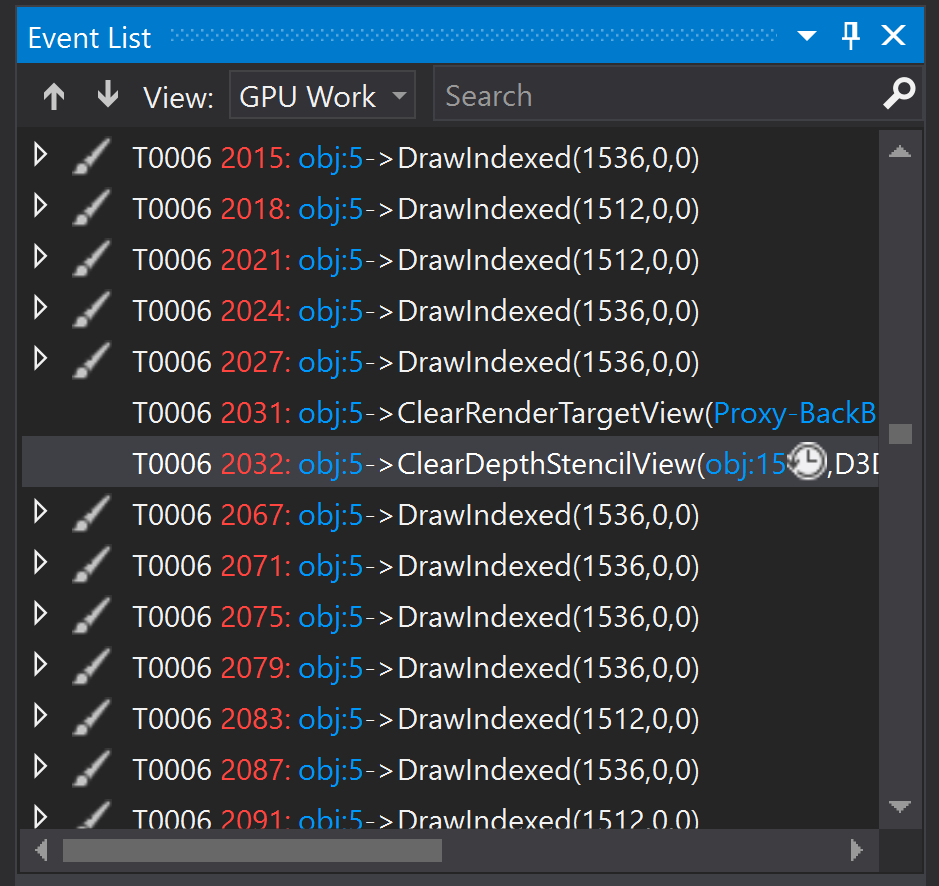 Event List
View: GPU Work Search
T0006 2015: obj:5->DrawIndexed(1536,0,0)
T0006 2018: obj:5->DrawIndexed(1512,0,0)
T0006 2021: obj:5->DrawIndexed(1512,0,0)
T0006 2024: obj:5->DrawIndexed(1536,0,0)
T0006 2027: obj:5->DrawIndexed(1536,0,0)
T0006 2031: obj:5->ClearRenderTargetView(Proxy-BackB
T0006 2032: obj:5->ClearDepthStencilView(obj:15,D3D
T0006 2067: obj:5->DrawIndexed(1536,0,0)
T0006 2071: obj:5->DrawIndexed(1536,0,0)
T0006 2075: obj:5->DrawIndexed(1536,0,0)
T0006 2079: obj:5->DrawIndexed(1536,0,0)
T0006 2083: obj:5->DrawIndexed(1512,0,0)
T0006 2087: obj:5->DrawIndexed(1536,0,0)
T0006 2091: obj:5->DrawIndexed(1512,0,0)